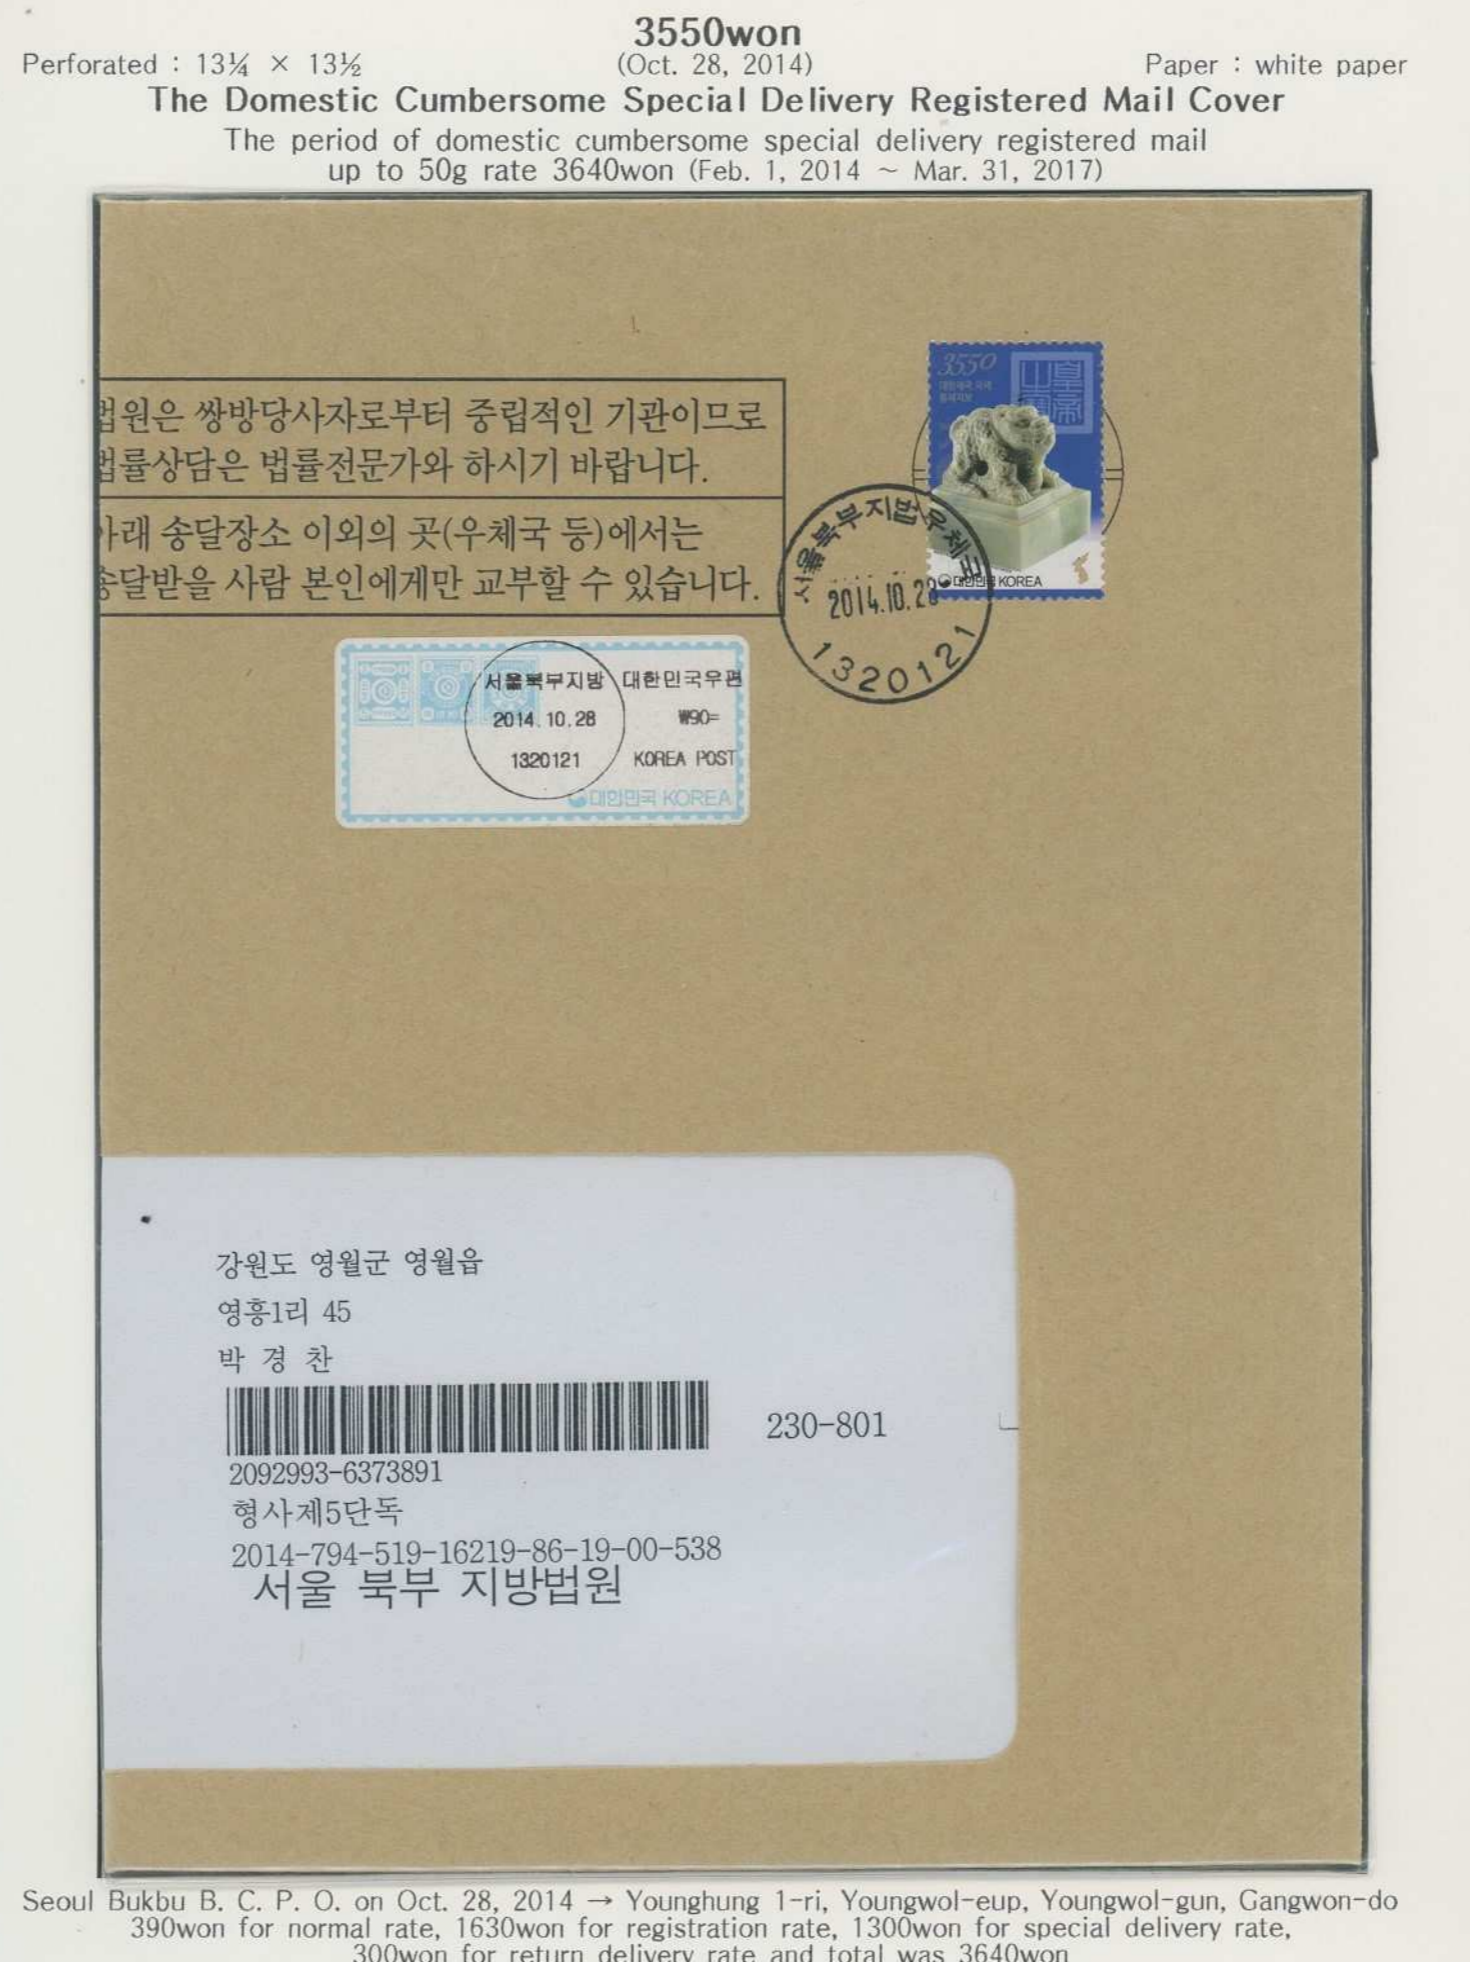 3550won
Perforated : 13¼ × 13½
(Oct. 28, 2014)
Paper : white paper
The Domestic Cumbersome Special Delivery Registered Mail Cover
The period of domestic cumbersome special delivery registered mail
up to 50g rate 3640won (Feb. 1, 2014 ~ Mar. 31, 2017)
법원은 쌍방당사자로부터 중립적인 기관이므로
법률상담은 법률전문가와 하시기 바랍니다.
아래 송달장소 이외의 곳(우체국 등)에서는
송달받을 사람 본인에게만 교부할 수 있습니다.
3550
대한민국 KOREA
서울북부지법우체국
2014.10.28
1320121
서울북부지방
2014.10.28
1320121
대한민국우편
₩90=
KOREA POST
대한민국 KOREA
강원도 영월군 영월읍
영흥1리 45
박 경 찬
230-801
2092993-6373891
형사제5단독
2014-794-519-16219-86-19-00-538
서울 북부 지방법원
Seoul Bukbu B. C. P. O. on Oct. 28, 2014 → Younghung 1-ri, Youngwol-eup, Youngwol-gun, Gangwon-do
390won for normal rate, 1630won for registration rate, 1300won for special delivery rate,
300won for return delivery rate and total was 3640won